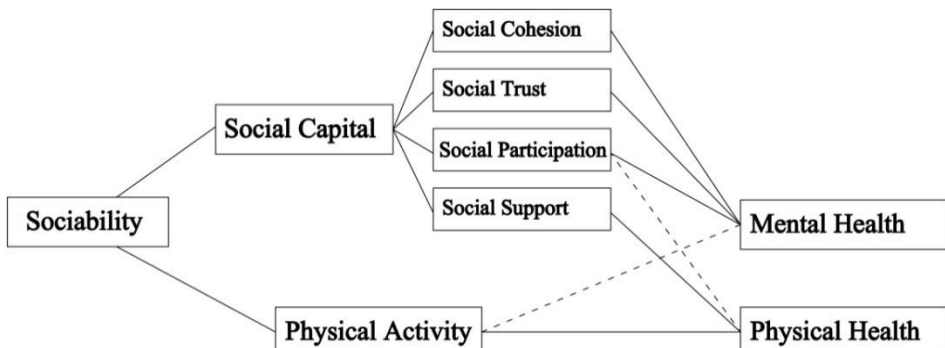 Social Cohesion
Social Trust
Social Capital
Social Participation
Social Support
Sociability
Mental Health
Physical Activity
Physical Health